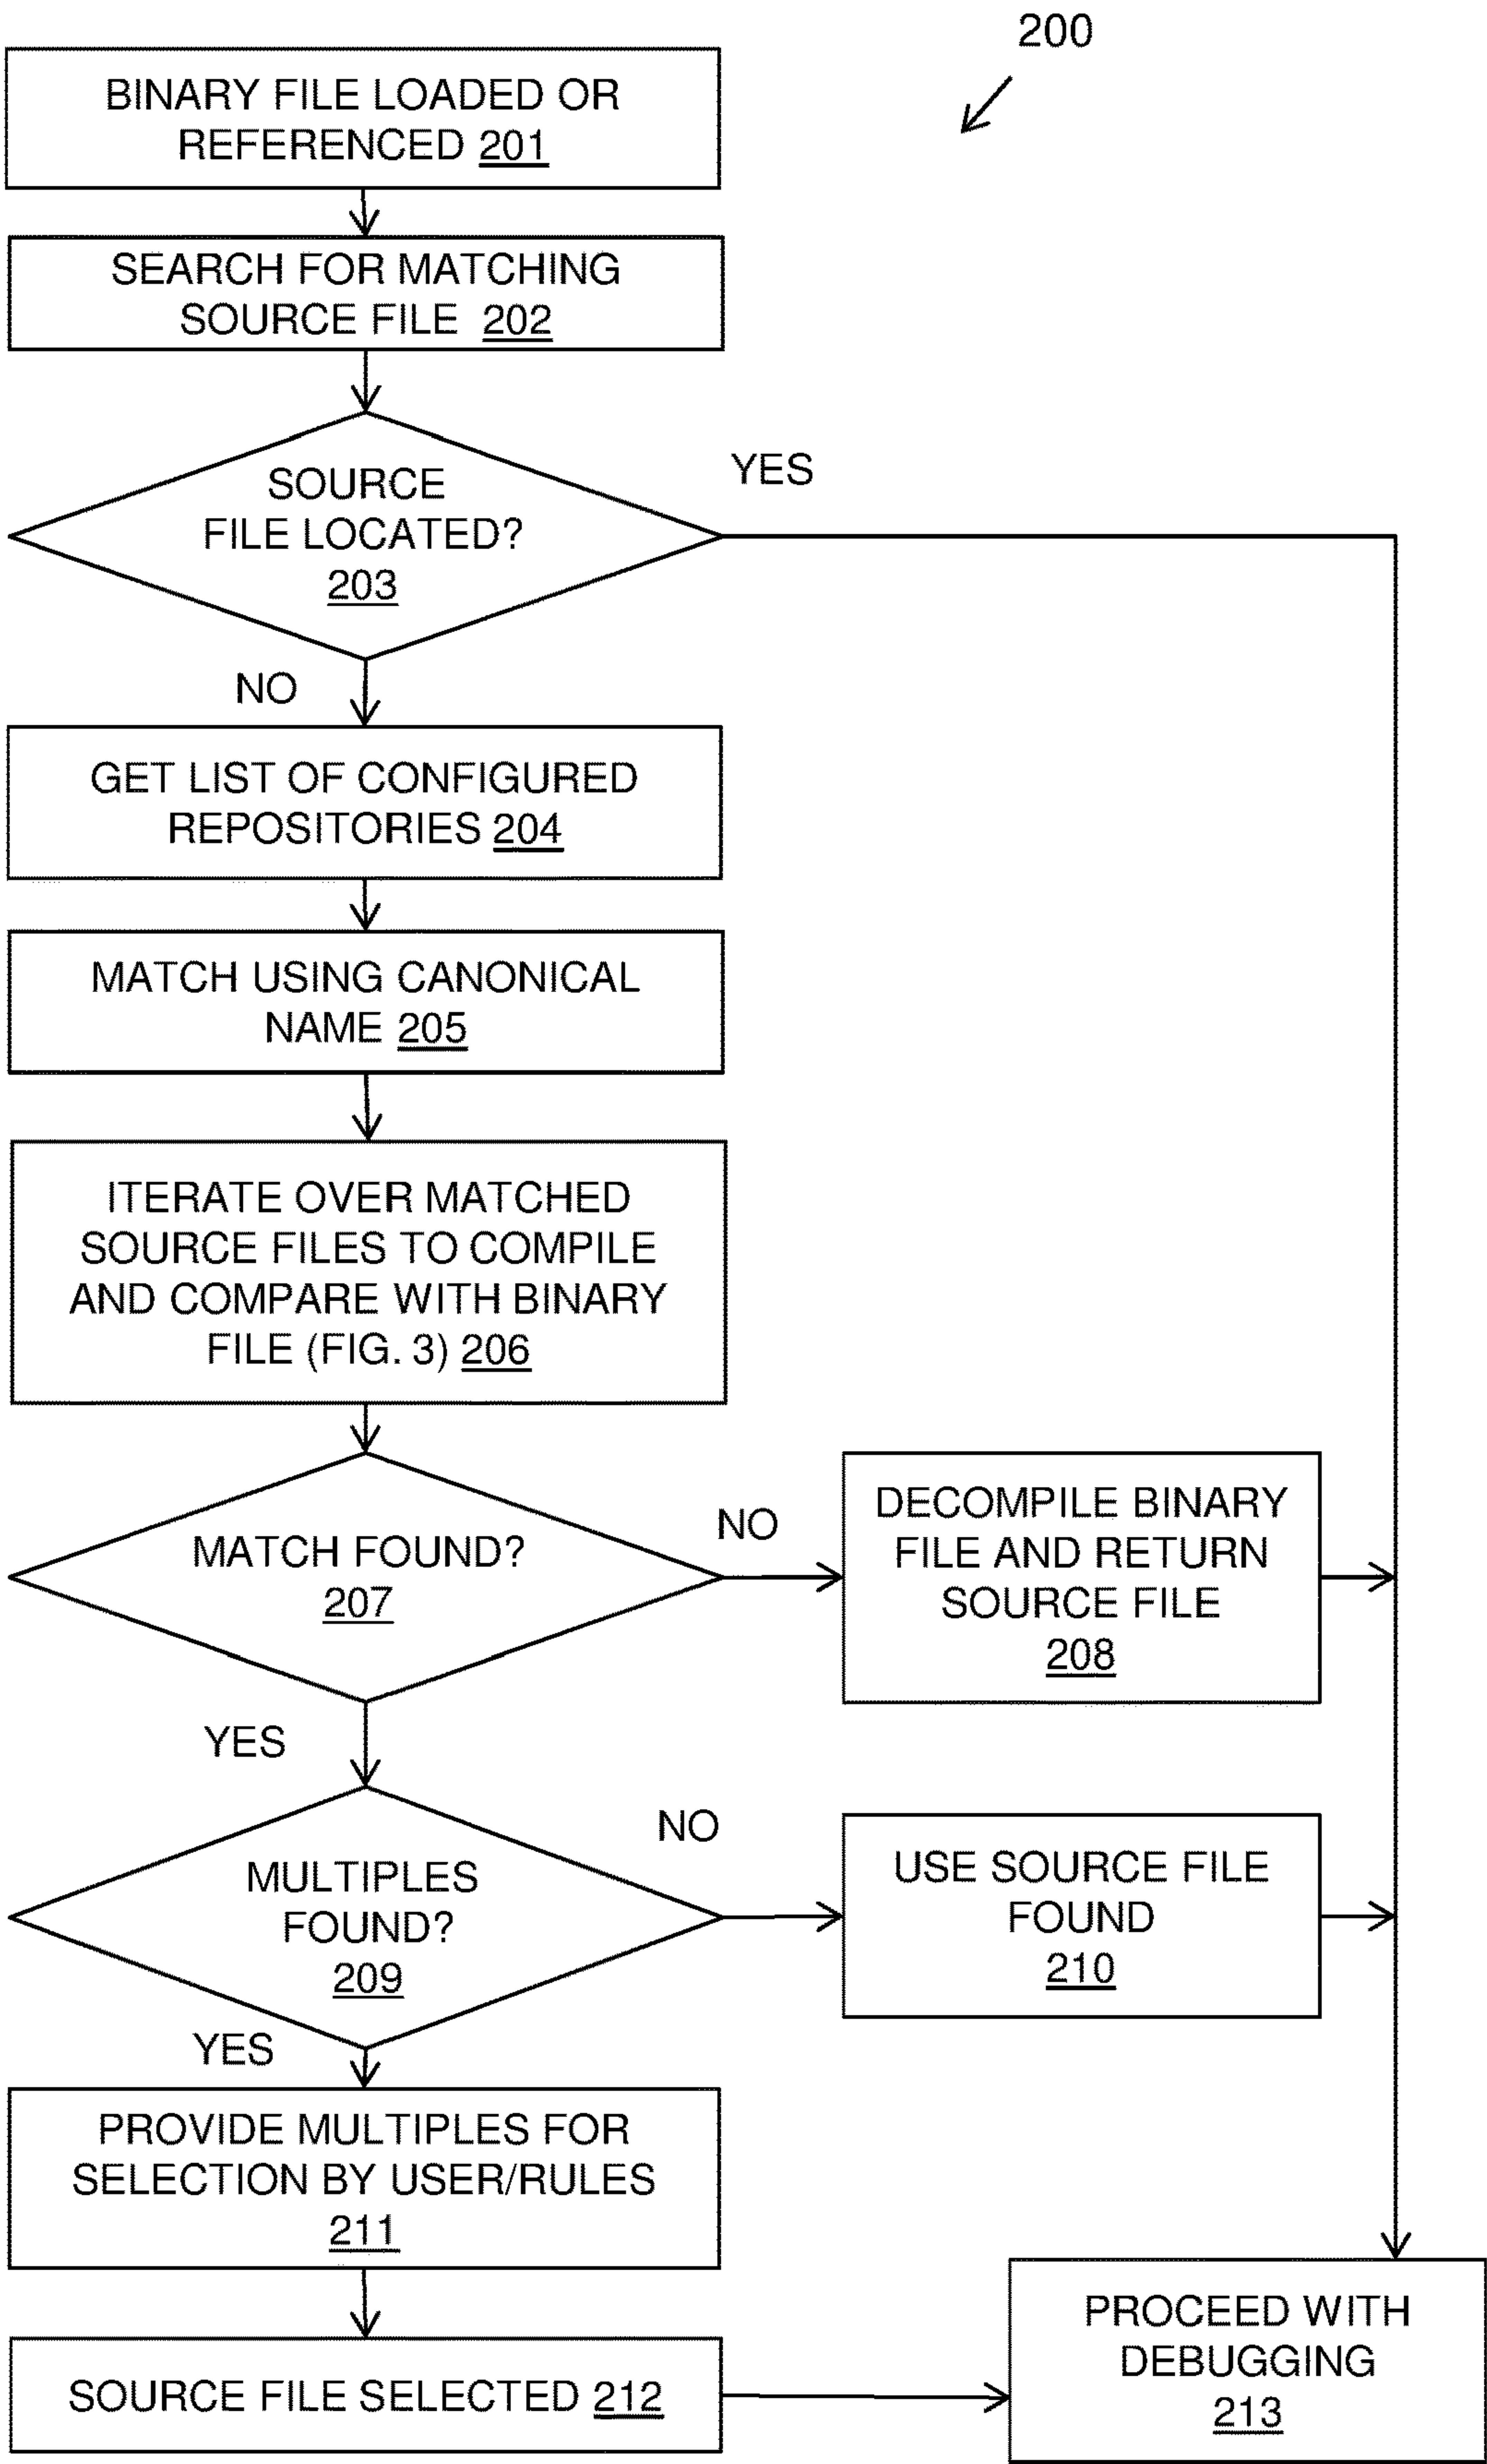 200
BINARY FILE LOADED OR
REFERENCED 201
SEARCH FOR MATCHING
SOURCE FILE 202
SOURCE
FILE LOCATED?
203
YES
NO
GET LIST OF CONFIGURED
REPOSITORIES 204
MATCH USING CANONICAL
NAME 205
ITERATE OVER MATCHED
SOURCE FILES TO COMPILE
AND COMPARE WITH BINARY
FILE (FIG. 3) 206
MATCH FOUND?
207
NO
DECOMPILE BINARY
FILE AND RETURN
SOURCE FILE
208
YES
MULTIPLES
FOUND?
209
NO
USE SOURCE FILE
FOUND
210
YES
PROVIDE MULTIPLES FOR
SELECTION BY USER/RULES
211
SOURCE FILE SELECTED 212
PROCEED WITH
DEBUGGING
213